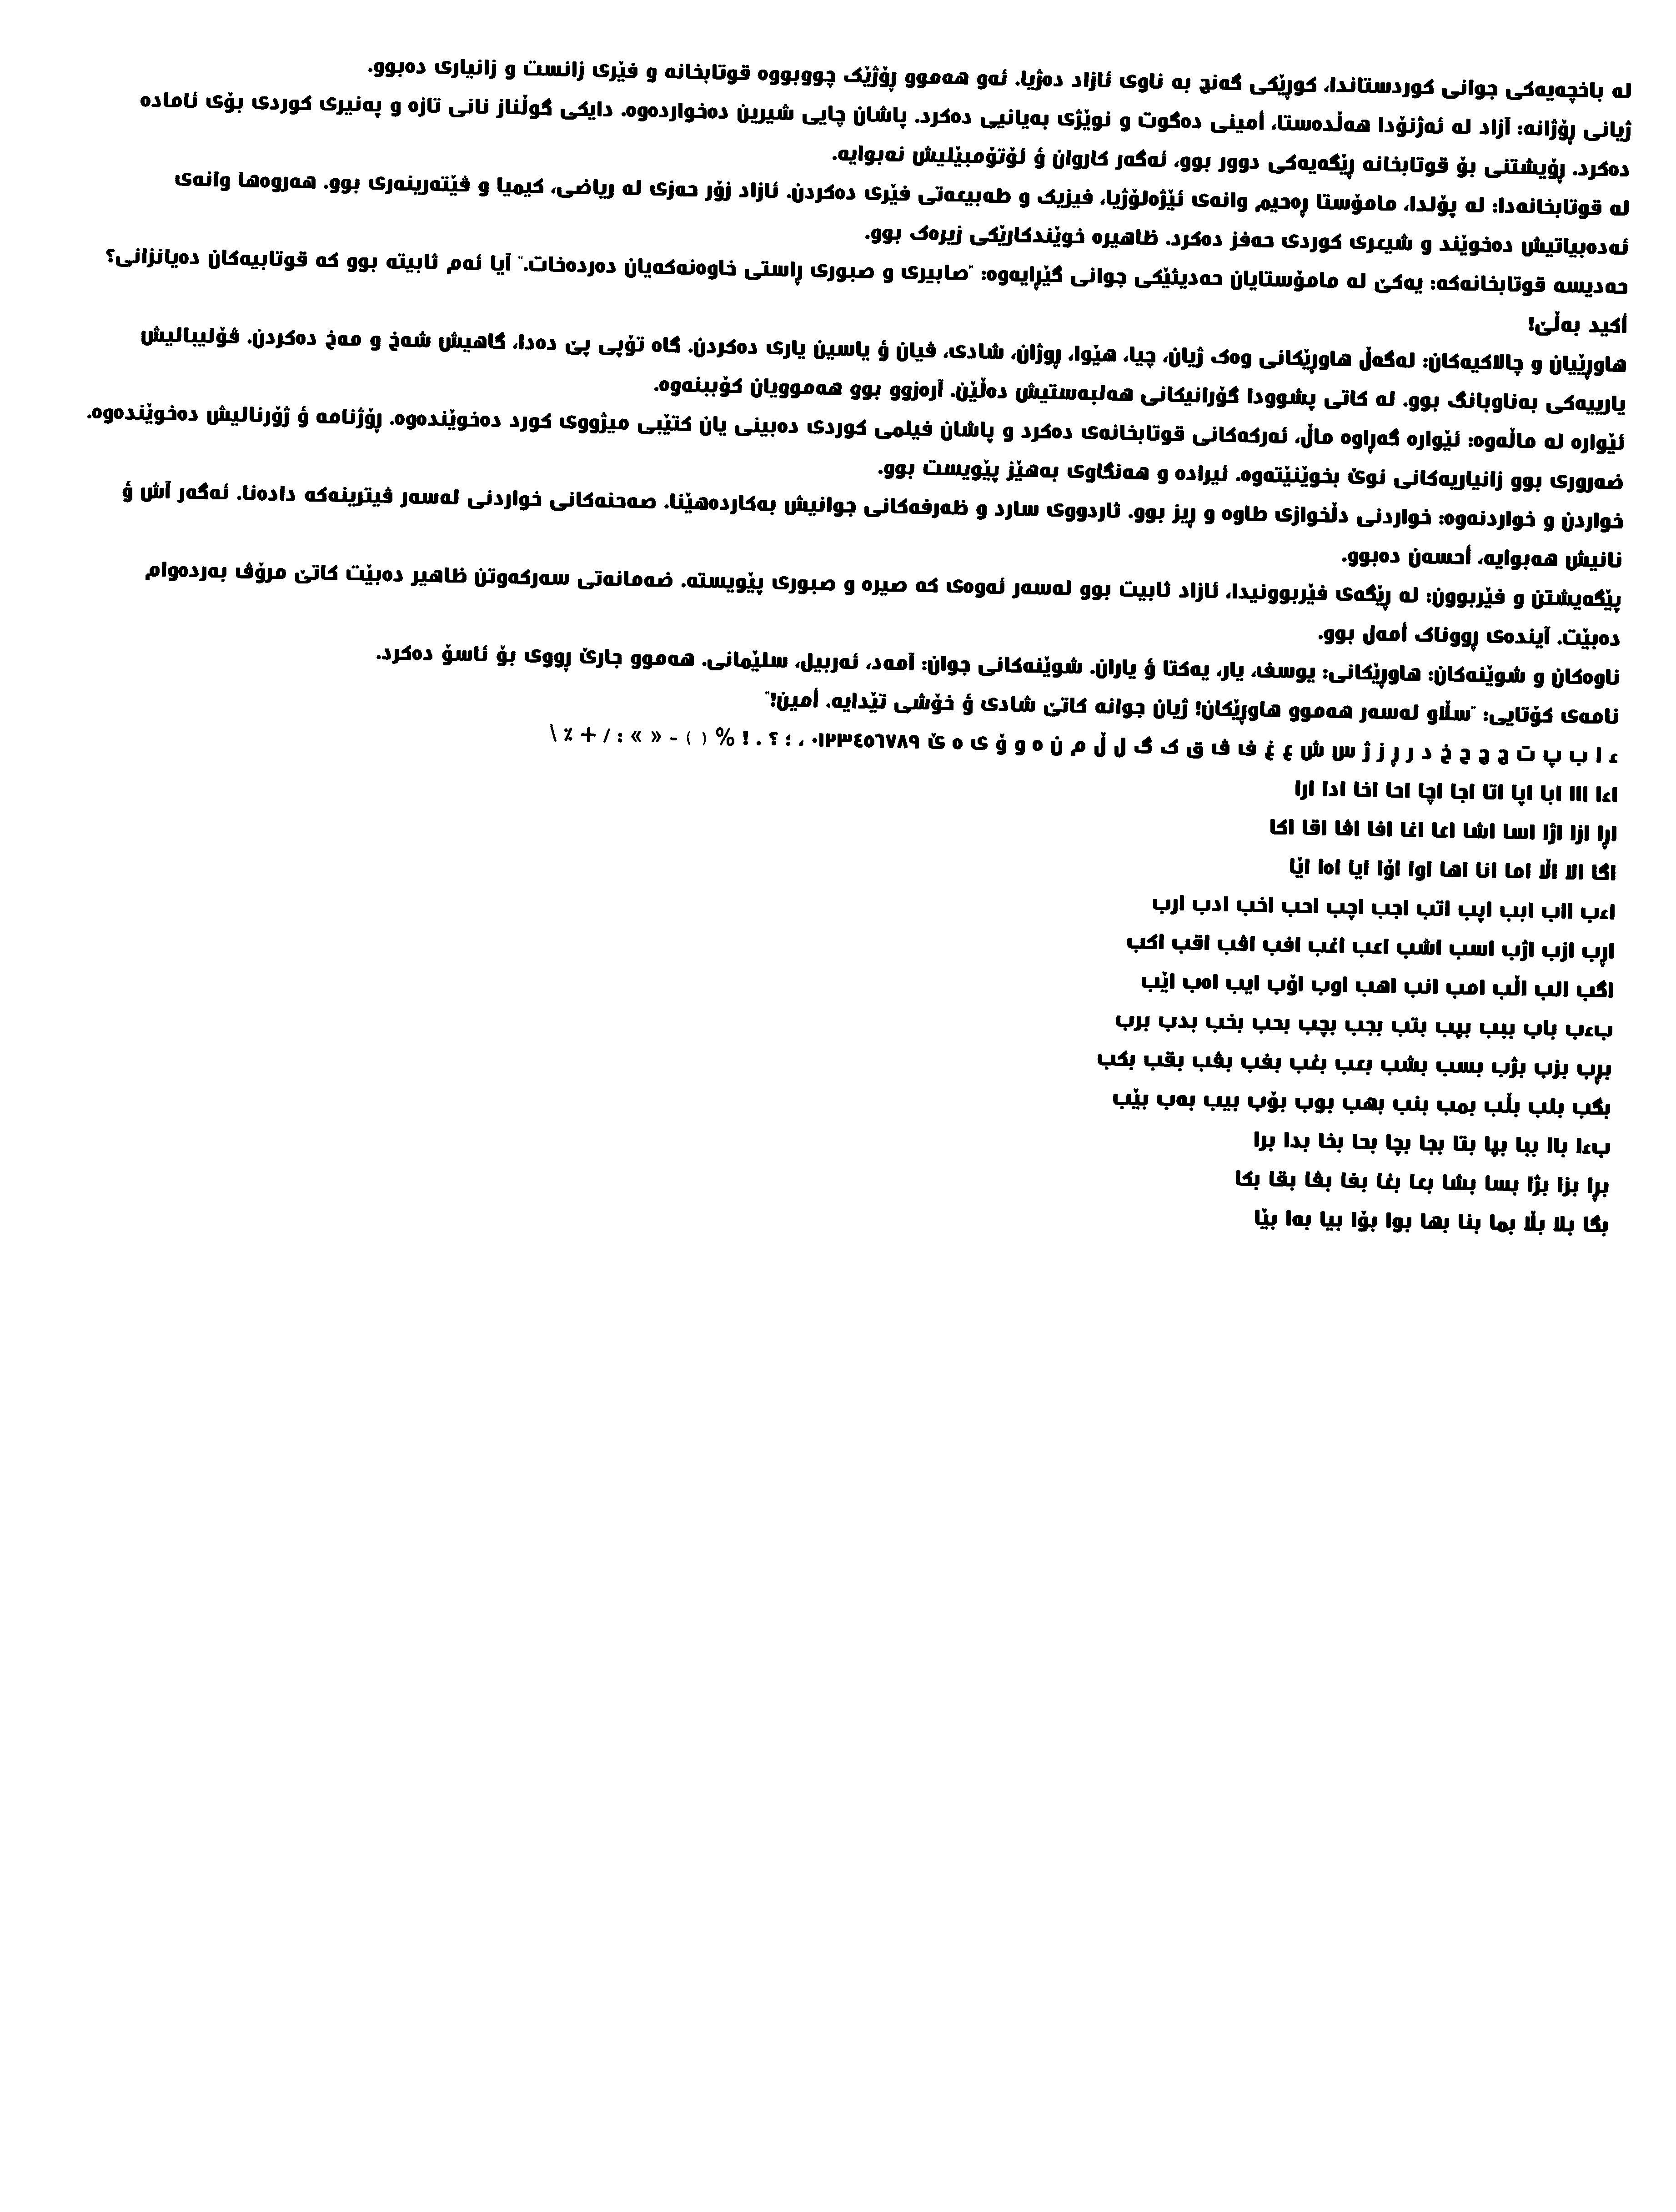 لە باخچەیەکی جوانی کوردستاندا، کوڕێکی گەنج بە ناوی ئازاد دەژیا. ئەو هەموو ڕۆژێک چووبووە قوتابخانە و فێری زانست و زانیاری دەبوو.
ژیانی ڕۆژانە: آزاد لە ئەژنۆدا هەڵدەستا، أمینی دەگوت و نوێژی بەیانیی دەکرد. پاشان چایی شیرین دەخواردەوە. دایکی گوڵناز نانی تازە و پەنیری کوردی بۆی ئامادە
دەکرد. ڕۆیشتنی بۆ قوتابخانە ڕێگەیەکی دوور بوو، ئەگەر کاروان ؤ ئۆتۆمبێلیش نەبوایە.
لە قوتابخانەدا: لە پۆلدا، مامۆستا ڕەحیم وانەی ئێژەلۆژیا، فیزیک و طەبیعەتی فێری دەکردن. ئازاد زۆر حەزی لە ریاضی، کیمیا و ڤێتەرینەری بوو. هەروەها وانەی
ئەدەبیاتیش دەخوێند و شیعری کوردی حەفز دەکرد. ظاهیرە خوێندکارێکی زیرەک بوو.
حەدیسە قوتابخانەکە: یەکێ لە مامۆستایان حەدیثێکی جوانی گێڕایەوە: "صابیری و صبوری ڕاستی خاوەنەکەیان دەردەخات." آیا ئەم ثابیتە بوو کە قوتابیەکان دەیانزانی؟
أکید بەڵێ!
هاوڕێیان و چالاکیەکان: لەگەڵ هاوڕێکانی وەک ژیان، چیا، هێوا، ڕوژان، شادی، ڤیان ؤ یاسین یاری دەکردن. گاە تۆپی پێ دەدا، گاهیش شەخ و مەخ دەکردن. ڤۆلیبالیش
یارییەکی بەناوبانگ بوو. لە کاتی پشوودا گۆرانیکانی هەلبەستیش دەڵێن. آرەزوو بوو هەموویان کۆببنەوە.
ئێوارە لە ماڵەوە: ئێوارە گەڕاوە ماڵ، ئەرکەکانی قوتابخانەی دەکرد و پاشان فیلمی کوردی دەبینی یان کتێبی میژووی کورد دەخوێندەوە. ڕۆژنامە ؤ ژۆرنالیش دەخوێندەوە.
ضەروری بوو زانیاریەکانی نوێ بخوێنێتەوە. ئیرادە و هەنگاوی بەهێز پێویست بوو.
خواردن و خواردنەوە: خواردنی دڵخوازی طاوە و ڕیز بوو. ثاردووی سارد و ظەرفەکانی جوانیش بەکاردەهێنا. صەحنەکانی خواردنی لەسەر ڤیترینەکە دادەنا. ئەگەر آش ؤ
نانیش هەبوایە، أحسەن دەبوو.
پێگەیشتن و فێربوون: لە ڕێگەی فێربوونیدا، ئازاد ثابیت بوو لەسەر ئەوەی کە صیرە و صبوری پێویستە. ضەمانەتی سەرکەوتن ظاهیر دەبێت کاتێ مرۆڤ بەردەوام
دەبێت. آیندەی ڕووناک أمەل بوو.
ناوەکان و شوێنەکان: هاوڕێکانی: یوسف، یار، یەکتا ؤ یاران. شوێنەکانی جوان: آمەد، ئەربیل، سلێمانی. هەموو جارێ ڕووی بۆ ئاسۆ دەکرد.
نامەی کۆتایی: "سڵاو لەسەر هەموو هاوڕێکان! ژیان جوانە کاتێ شادی ؤ خۆشی تێدایە. أمین!"
ء ا ب پ ت ج چ ح خ د ر ڕ ز ژ س ش ع غ ف ڤ ق ک گ ل ڵ م ن ه و ۆ ی ە ێ ٠١٢٣٤٥٦٧٨٩ ، ؛ ؟ . ! % ( ) - « » : / + ٪ \
اءا ااا ابا اپا اتا اجا اچا احا اخا ادا ارا
اڕا ازا اژا اسا اشا اعا اغا افا اڤا اقا اکا
اگا الا اڵا اما انا اها اوا اۆا ایا اەا اێا
اءب ااب ابب اپب اتب اجب اچب احب اخب ادب ارب
اڕب ازب اژب اسب اشب اعب اغب افب اڤب اقب اکب
اگب الب اڵب امب انب اهب اوب اۆب ایب اەب اێب
بءب باب ببب بپب بتب بجب بچب بحب بخب بدب برب
بڕب بزب بژب بسب بشب بعب بغب بفب بڤب بقب بکب
بگب بلب بڵب بمب بنب بهب بوب بۆب بیب بەب بێب
بءا باا ببا بپا بتا بجا بچا بحا بخا بدا برا
بڕا بزا بژا بسا بشا بعا بغا بفا بڤا بقا بکا
بگا بلا بڵا بما بنا بها بوا بۆا بیا بەا بێا